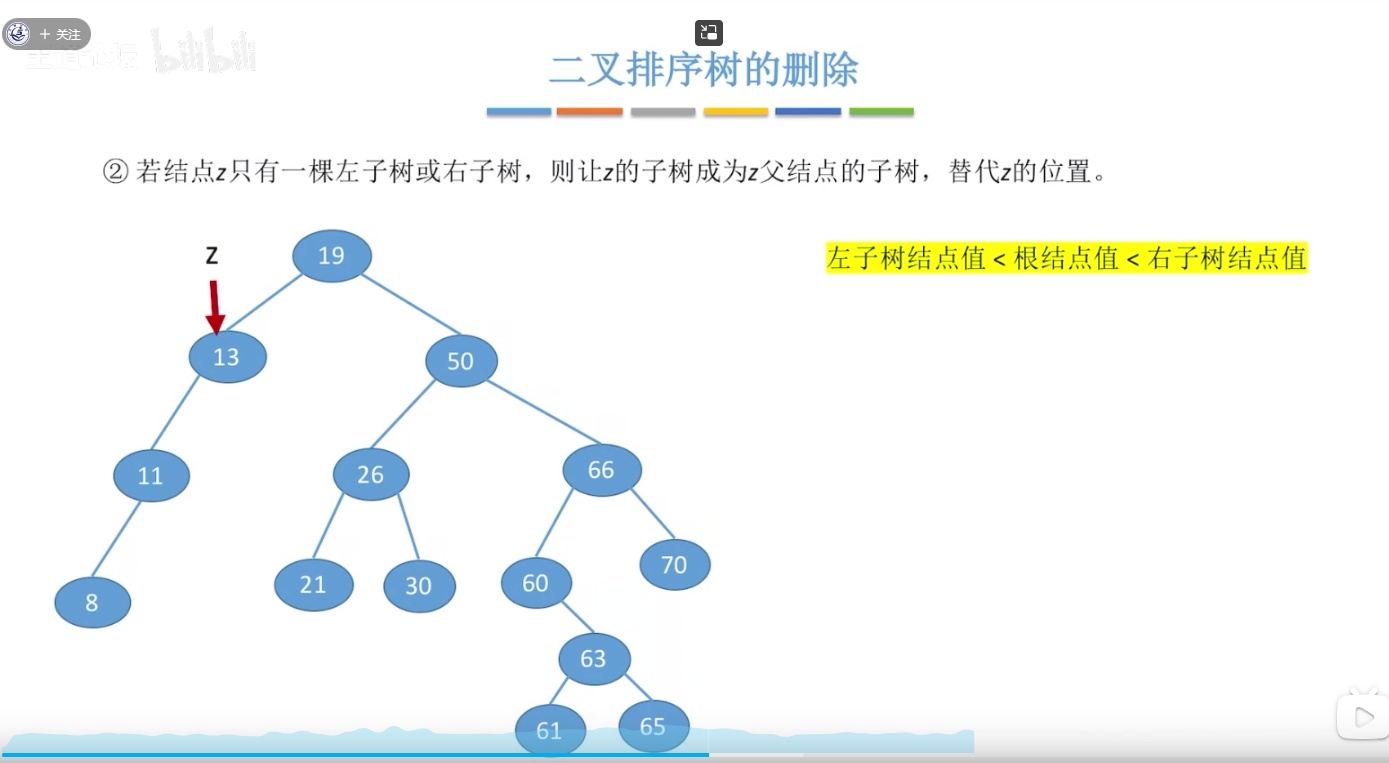 + 关注
bilibili
二叉排序树的删除
② 若结点z只有一棵左子树或右子树，则让z的子树成为z父结点的子树，替代z的位置。
左子树结点值 < 根结点值 < 右子树结点值
Z
19
13
50
11
26
66
8
21
30
60
70
63
61
65